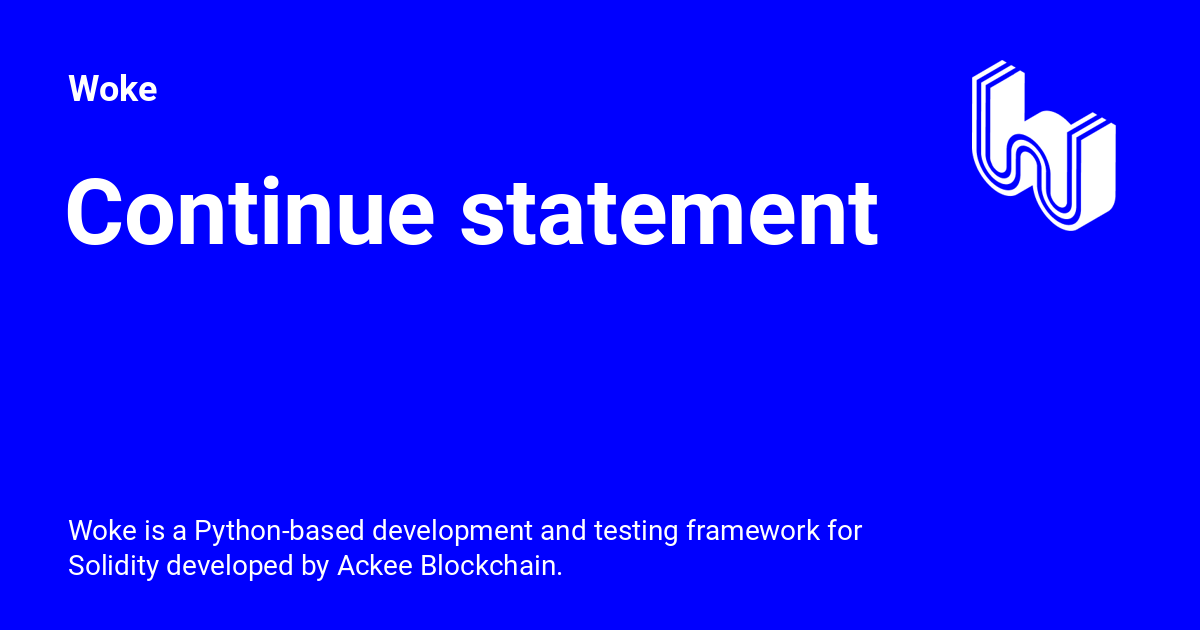 Woke
Continue statement
Woke is a Python-based development and testing framework for
Solidity developed by Ackee Blockchain.